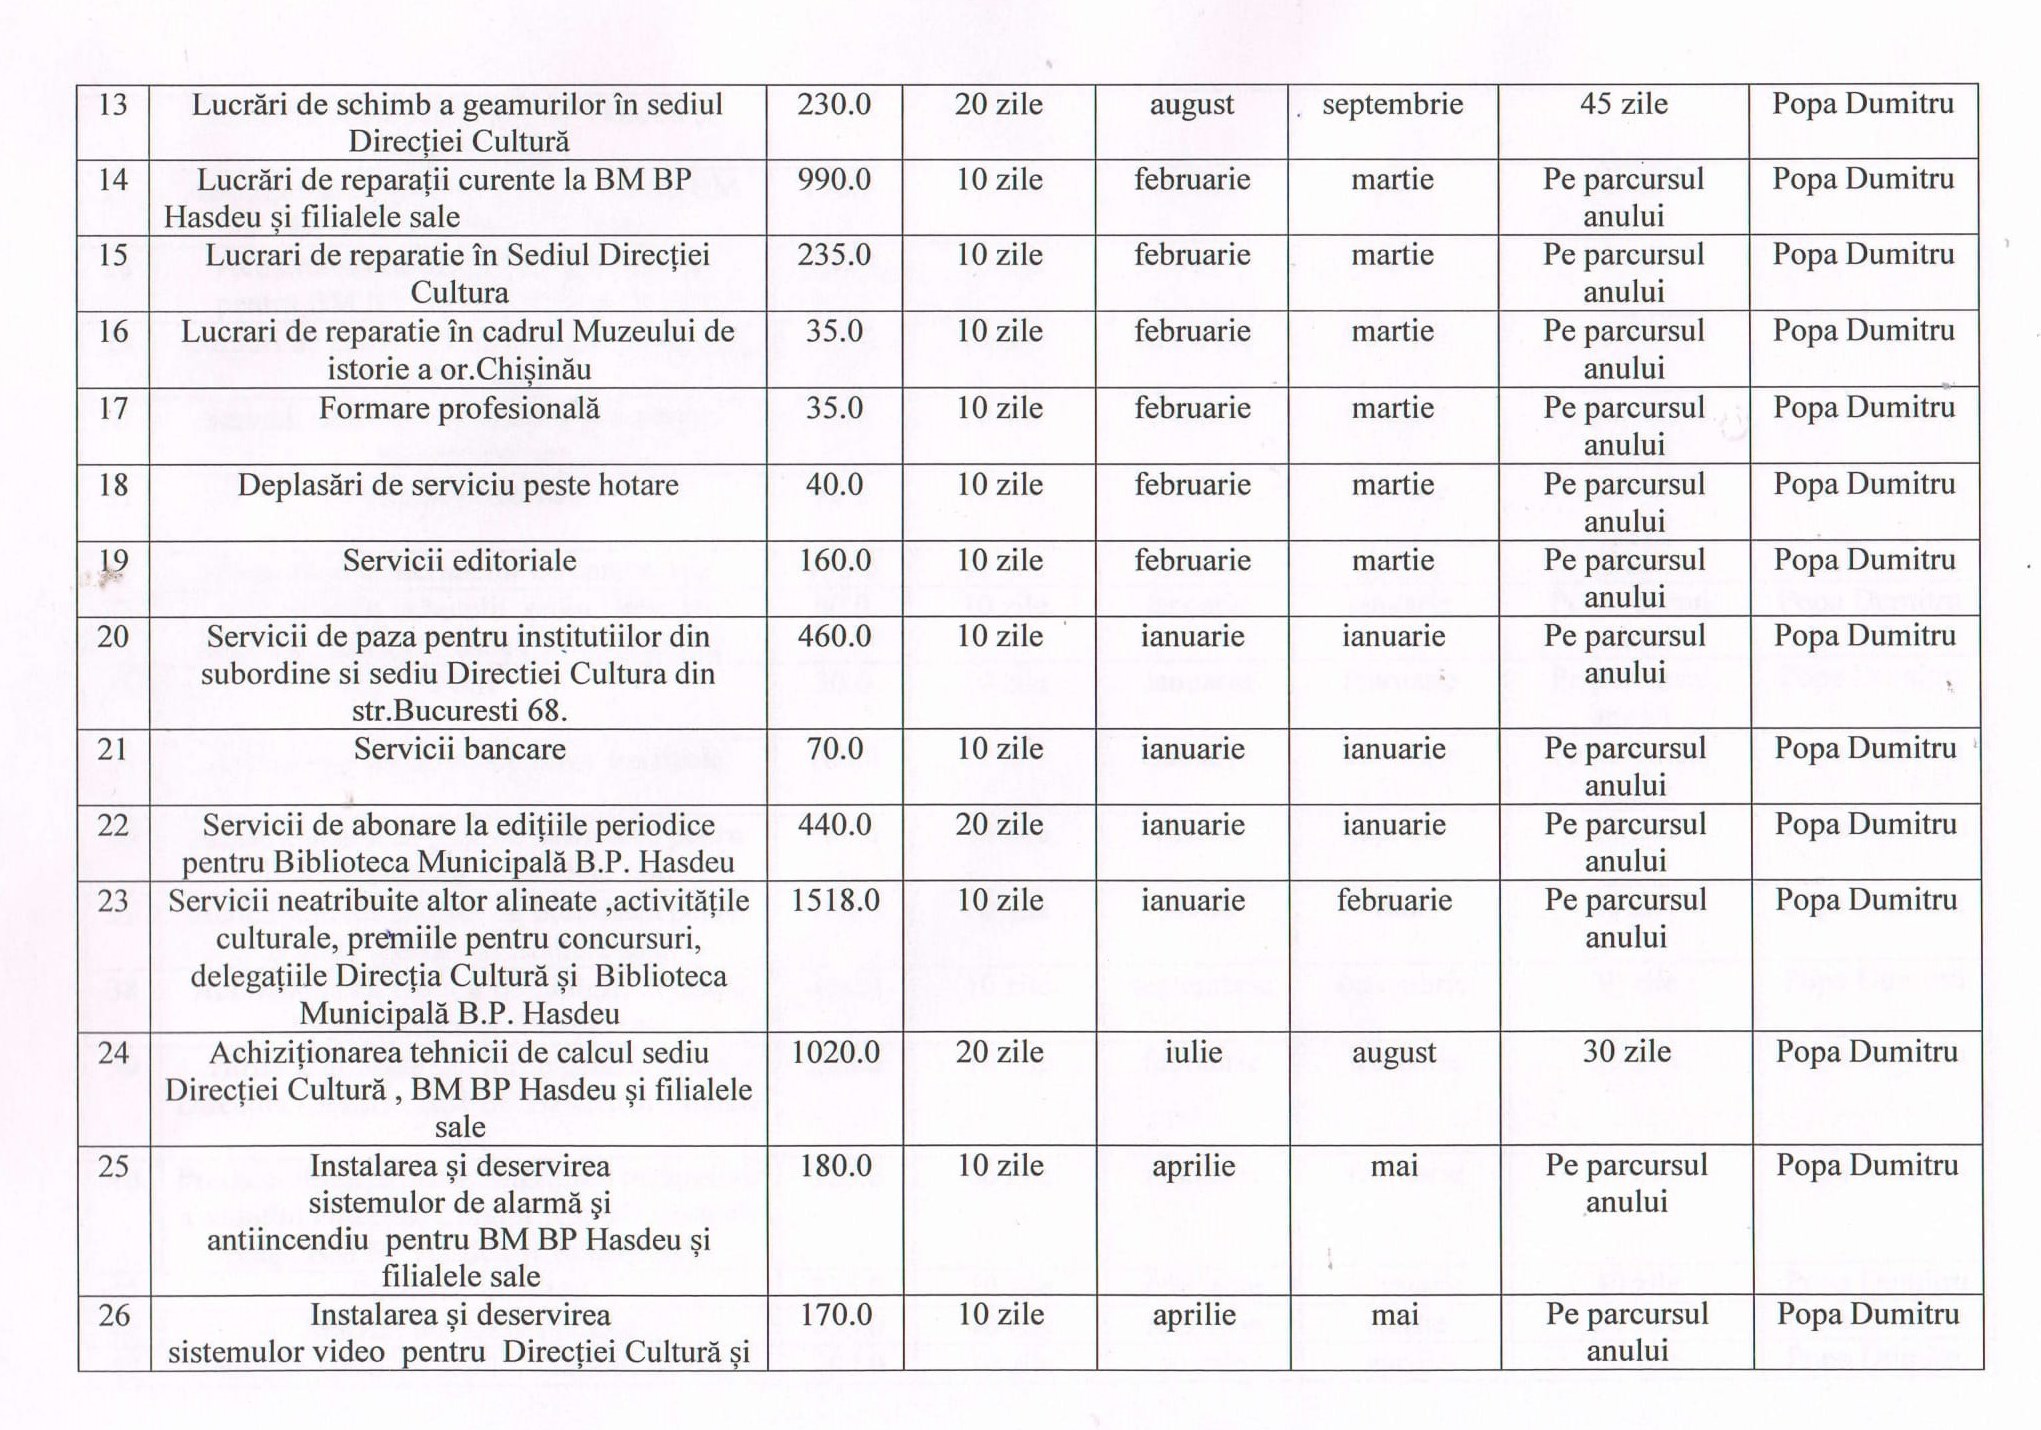 13 Lucrări de schimb a geamurilor în sediul 230.0 20 zile august septembrie 45 zile Popa Dumitru
Direcției Cultură
14 Lucrări de reparații curente la BM BP 990.0 10 zile februarie martie Pe parcursul Popa Dumitru
Hasdeu și filialele sale anului
15 Lucrari de reparatie în Sediul Direcției 235.0 10 zile februarie martie Pe parcursul Popa Dumitru
Cultura anului
16 Lucrari de reparatie în cadrul Muzeului de 35.0 10 zile februarie martie Pe parcursul Popa Dumitru
istorie a or.Chișinău anului
17 Formare profesională 35.0 10 zile februarie martie Pe parcursul Popa Dumitru
anului
18 Deplasări de serviciu peste hotare 40.0 10 zile februarie martie Pe parcursul Popa Dumitru
anului
19 Servicii editoriale 160.0 10 zile februarie martie Pe parcursul Popa Dumitru
anului
20 Servicii de paza pentru institutiilor din 460.0 10 zile ianuarie ianuarie Pe parcursul Popa Dumitru
subordine si sediu Directiei Cultura din anului
str.Bucuresti 68.
21 Servicii bancare 70.0 10 zile ianuarie ianuarie Pe parcursul Popa Dumitru
anului
22 Servicii de abonare la edițiile periodice 440.0 20 zile ianuarie ianuarie Pe parcursul Popa Dumitru
pentru Biblioteca Municipală B.P. Hasdeu anului
23 Servicii neatribuite altor alineate ,activitățile 1518.0 10 zile ianuarie februarie Pe parcursul Popa Dumitru
culturale, premiile pentru concursuri, anului
delegațiile Direcția Cultură și Biblioteca
Municipală B.P. Hasdeu
24 Achiziționarea tehnicii de calcul sediu 1020.0 20 zile iulie august 30 zile Popa Dumitru
Direcției Cultură , BM BP Hasdeu și filialele
sale
25 Instalarea și deservirea 180.0 10 zile aprilie mai Pe parcursul Popa Dumitru
sistemulor de alarmă şi anului
antiincendiu pentru BM BP Hasdeu și
filialele sale
26 Instalarea și deservirea 170.0 10 zile aprilie mai Pe parcursul Popa Dumitru
sistemulor video pentru Direcției Cultură și anului